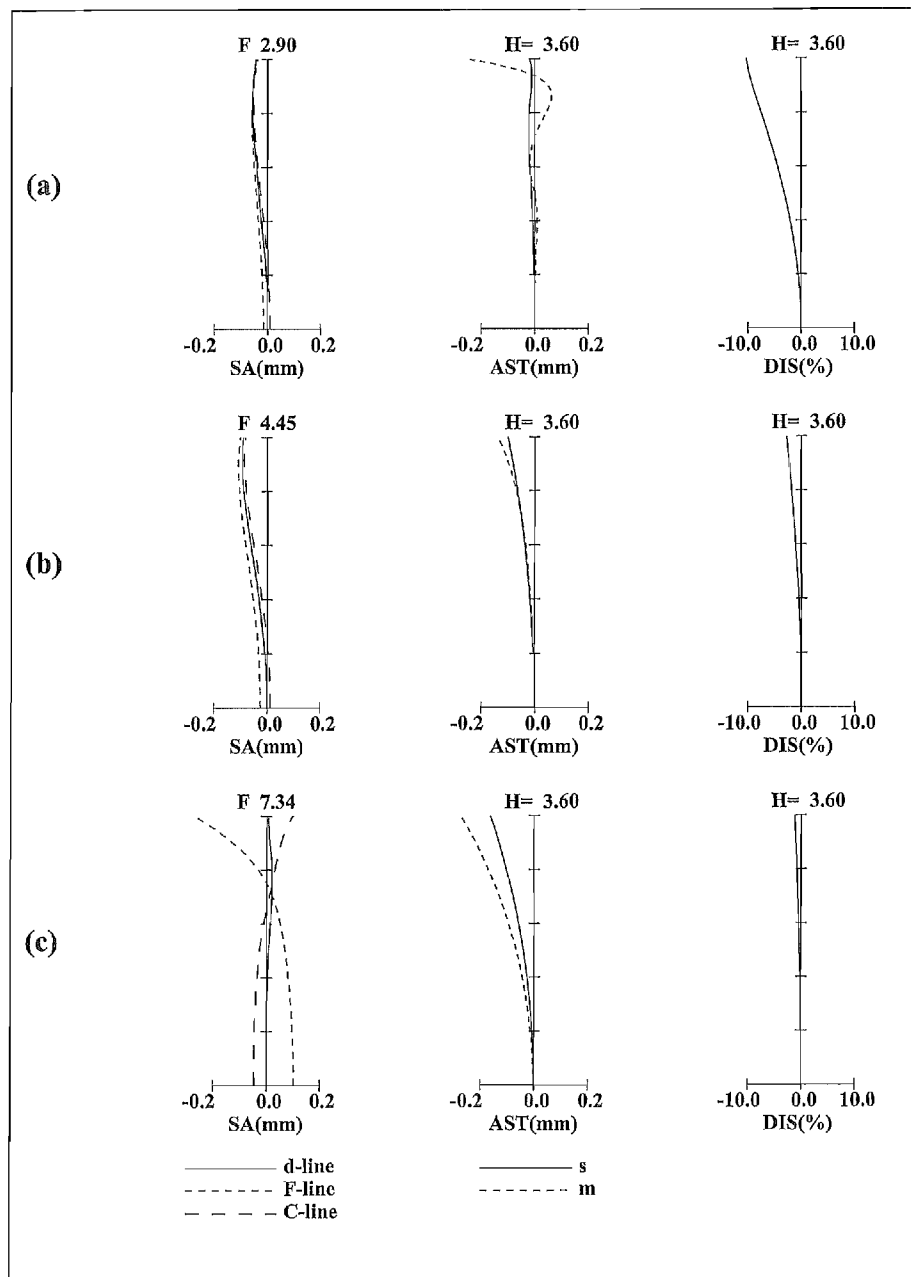 F 2.90 H= 3.60 H= 3.60
(a)
-0.2 0.0 0.2 -0.2 0.0 0.2 -10.0 0.0 10.0
SA(mm) AST(mm) DIS(%)
F 4.45 H= 3.60 H= 3.60
(b)
-0.2 0.0 0.2 -0.2 0.0 0.2 -10.0 0.0 10.0
SA(mm) AST(mm) DIS(%)
F 7.34 H= 3.60 H= 3.60
(c)
-0.2 0.0 0.2 -0.2 0.0 0.2 -10.0 0.0 10.0
SA(mm) AST(mm) DIS(%)
d-line s
F-line m
C-line